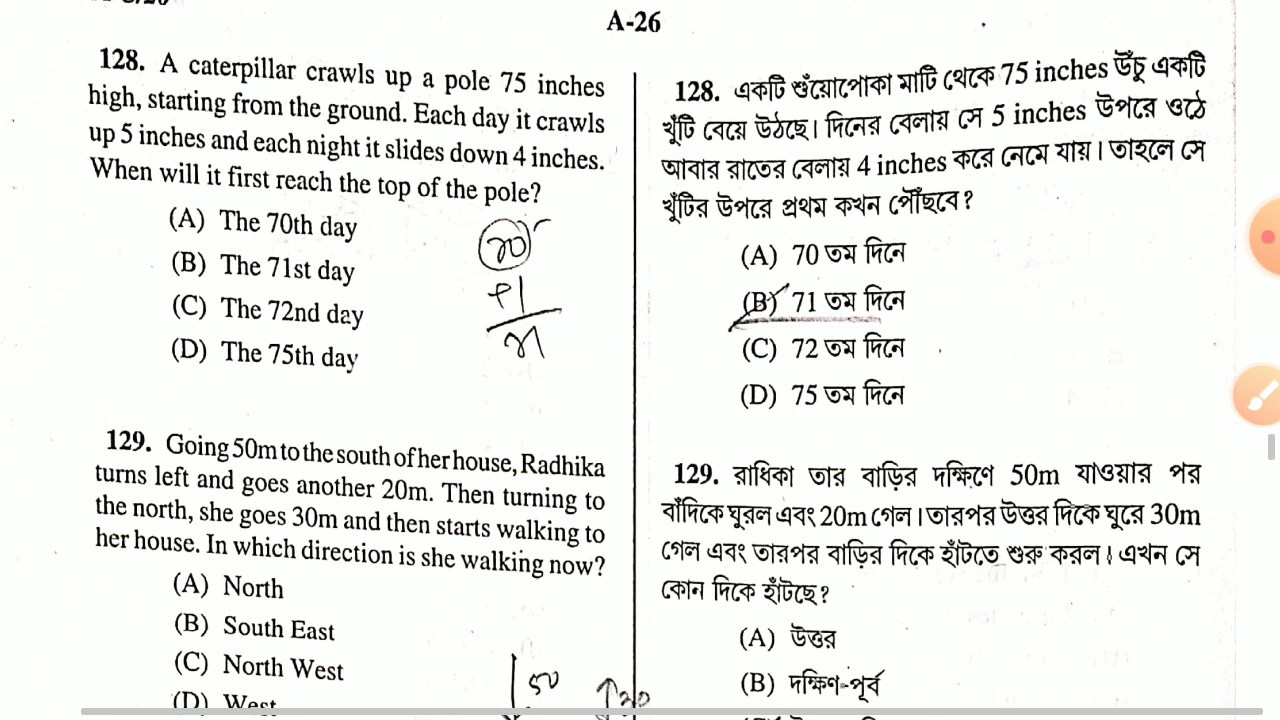 A-26
128. A caterpillar crawls up a pole 75 inches
high, starting from the ground. Each day it crawls
up 5 inches and each night it slides down 4 inches.
When will it first reach the top of the pole?
(A) The 70th day
(B) The 71st day
(C) The 72nd day
(D) The 75th day
129. Going 50m to the south of her house, Radhika
turns left and goes another 20m. Then turning to
the north, she goes 30m and then starts walking to
her house. In which direction is she walking now?
(A) North
(B) South East
(C) North West
(D) West
50
128. একটি শুঁয়োপোকা মাটি থেকে 75 inches উঁচু একটি
খুঁটি বেয়ে উঠছে। দিনের বেলায় সে 5 inches উপরে ওঠে
আবার রাতের বেলায় 4 inches করে নেমে যায়। তাহলে সে
খুঁটির উপরে প্রথম কখন পৌঁছবে?
(A) 70 তম দিনে
(B) 71 তম দিনে
(C) 72 তম দিনে
(D) 75 তম দিনে
129. রাধিকা তার বাড়ির দক্ষিণে 50m যাওয়ার পর
বাঁদিকে ঘুরল এবং 20m গেল। তারপর উত্তর দিকে ঘুরে 30m
গেল এবং তারপর বাড়ির দিকে হাঁটতে শুরু করল। এখন সে
কোন দিকে হাঁটছে?
(A) উত্তর
(B) দক্ষিণ-পূর্ব